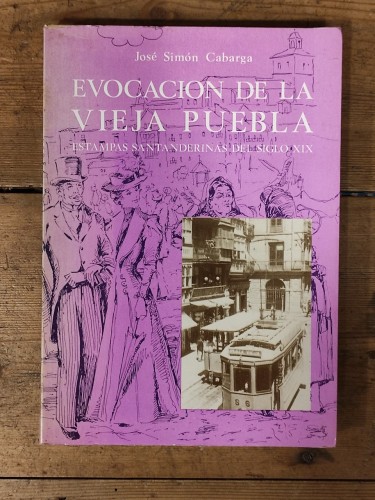 José Simón Cabarga
EVOCACION DE LA
VIEJA PUEBLA
ESTAMPAS SANTANDERINAS DEL SIGLO XIX